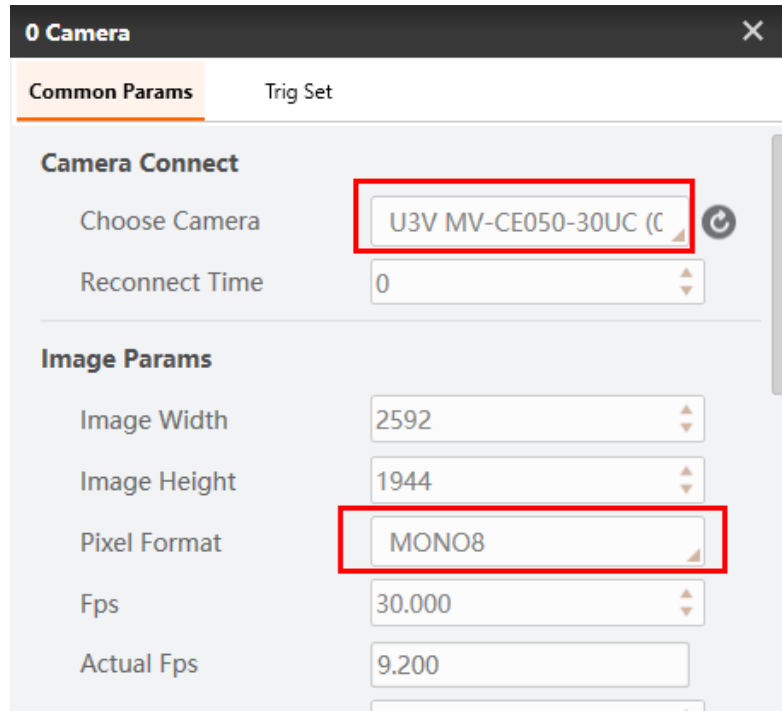 0 Camera
Common Params Trig Set
Camera Connect
Choose Camera U3V MV-CE050-30UC (0
Reconnect Time 0
Image Params
Image Width 2592
Image Height 1944
Pixel Format MONO8
Fps 30.000
Actual Fps 9.200